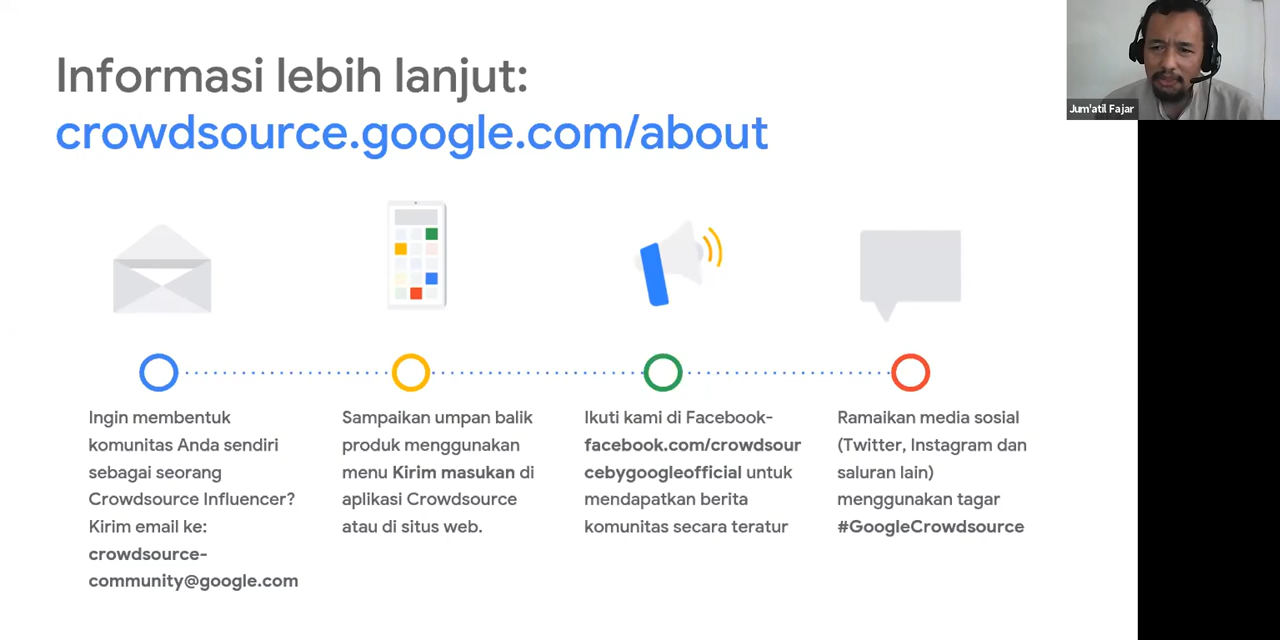 Informasi lebih lanjut:
crowdsource.google.com/about
Jum'atil Fajar
Ingin membentuk
komunitas Anda sendiri
sebagai seorang
Crowdsource Influencer?
Kirim email ke:
crowdsource-
community@google.com
Sampaikan umpan balik
produk menggunakan
menu Kirim masukan di
aplikasi Crowdsource
atau di situs web.
Ikuti kami di Facebook-
facebook.com/crowdsour
cebygoogleofficial untuk
mendapatkan berita
komunitas secara teratur
Ramaikan media sosial
(Twitter, Instagram dan
saluran lain)
menggunakan tagar
#GoogleCrowdsource